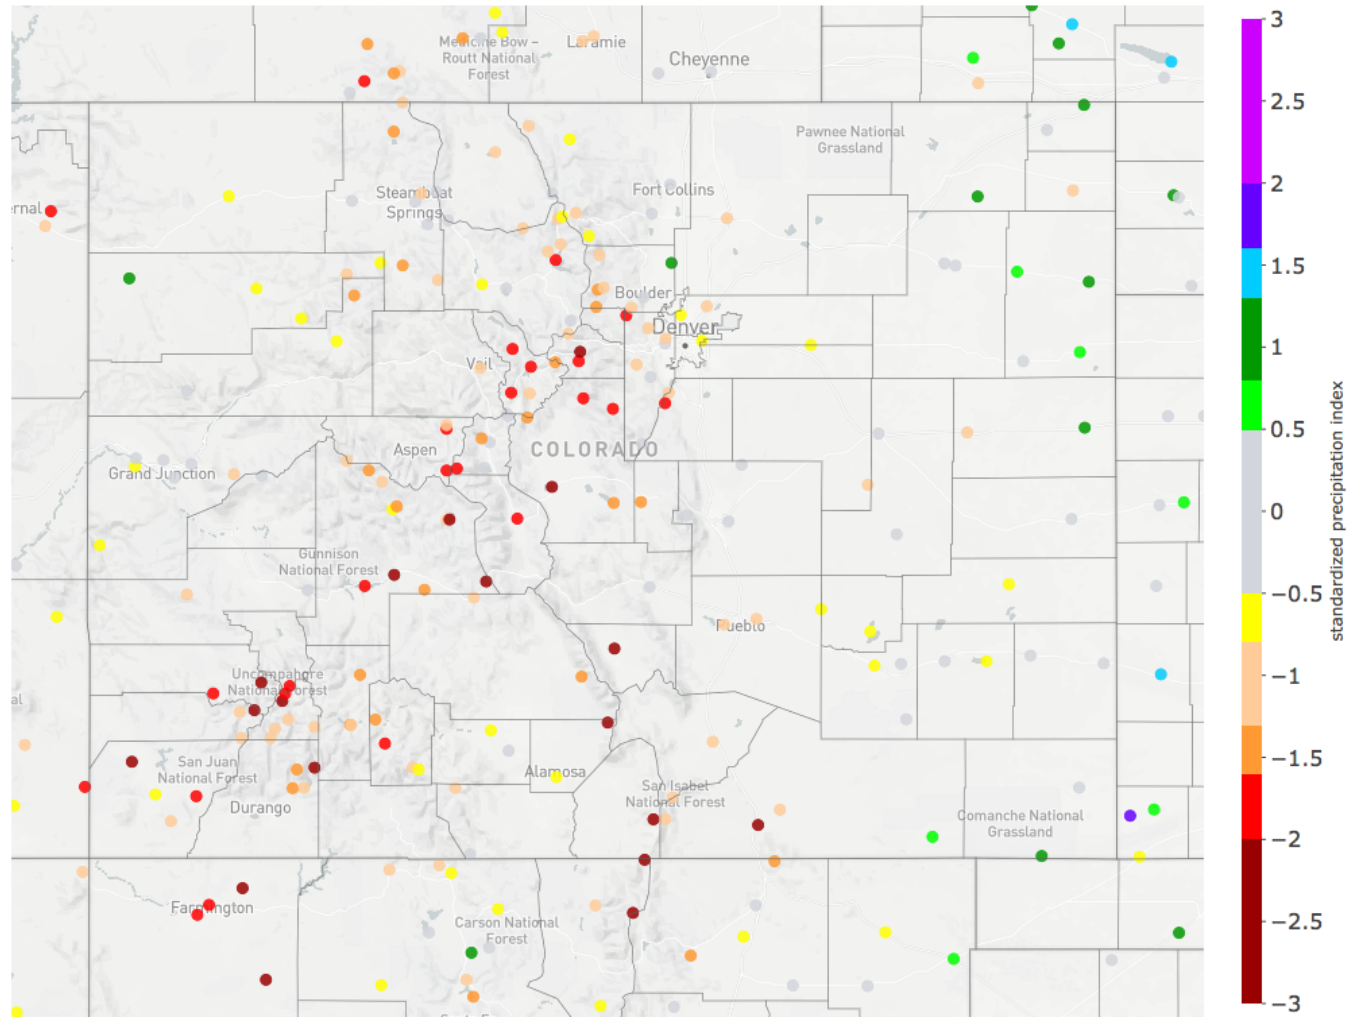 Medicine Bow –
Routt National
Forest
Laramie
Cheyenne
Pawnee National
Grassland
Steamboat
Springs
Fort Collins
ernal
Boulder
Denver
Vail
Aspen
COLORADO
Grand Junction
Gunnison
National Forest
Pueblo
Uncompahgre
National Forest
al
San Juan
National Forest
Alamosa
San Isabel
National Forest
Durango
Comanche National
Grassland
Farmington
Carson National
Forest
3
2.5
2
1.5
1
0.5
0
−0.5
−1
−1.5
−2
−2.5
−3
standardized precipitation index